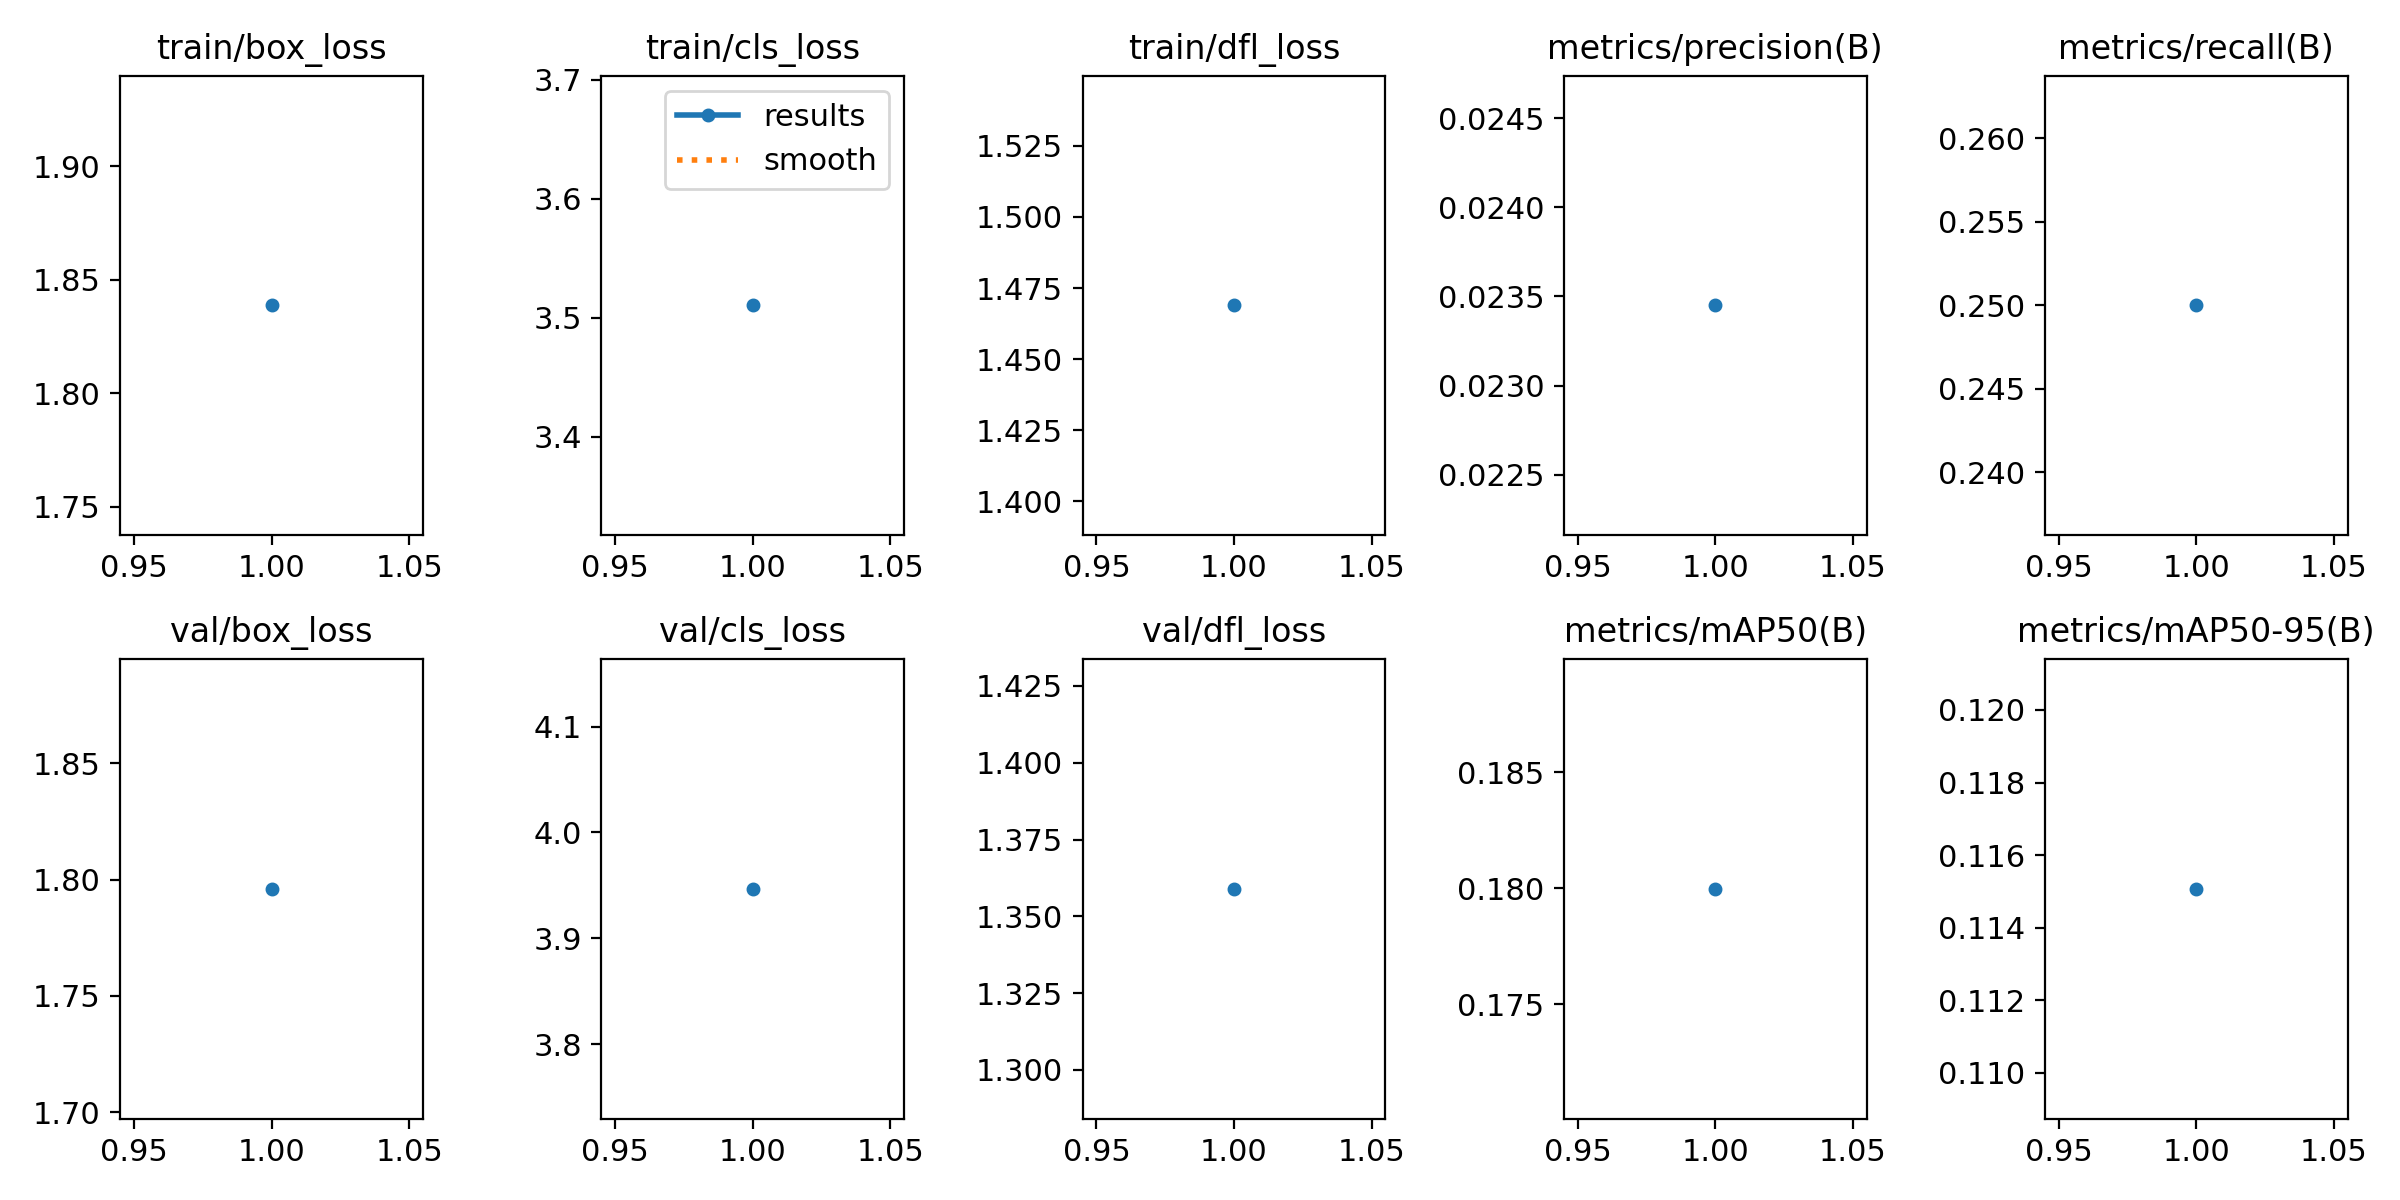 train/box_loss
1.90
1.85
1.80
1.75
0.95 1.00 1.05
train/cls_loss
3.7
3.6
3.5
3.4
results
smooth
0.95 1.00 1.05
train/dfl_loss
1.525
1.500
1.475
1.450
1.425
1.400
0.95 1.00 1.05
metrics/precision(B)
0.0245
0.0240
0.0235
0.0230
0.0225
0.95 1.00 1.05
metrics/recall(B)
0.260
0.255
0.250
0.245
0.240
0.95 1.00 1.05
val/box_loss
1.85
1.80
1.75
1.70
0.95 1.00 1.05
val/cls_loss
4.1
4.0
3.9
3.8
0.95 1.00 1.05
val/dfl_loss
1.425
1.400
1.375
1.350
1.325
1.300
0.95 1.00 1.05
metrics/mAP50(B)
0.185
0.180
0.175
0.95 1.00 1.05
metrics/mAP50-95(B)
0.120
0.118
0.116
0.114
0.112
0.110
0.95 1.00 1.05